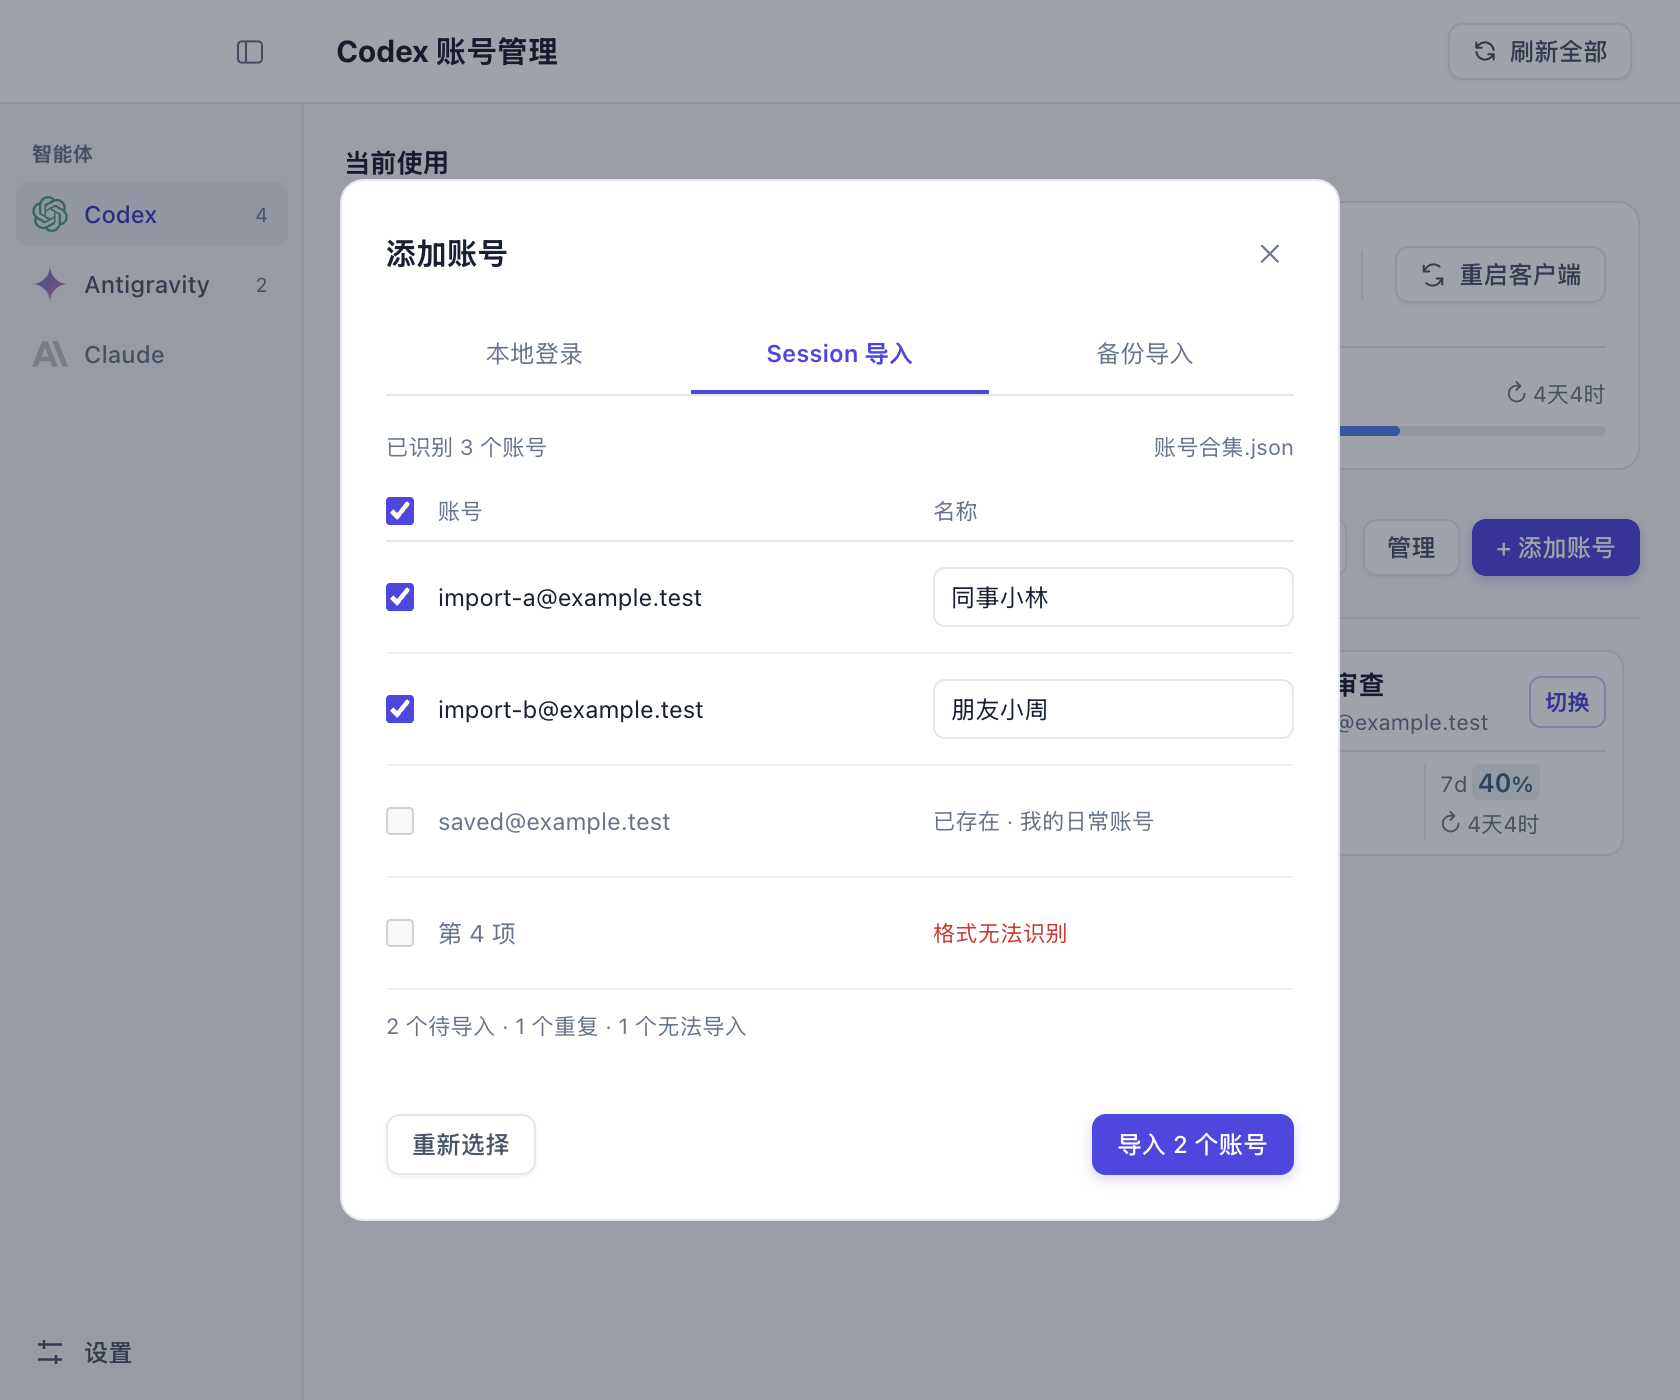 Codex 账号管理
刷新全部
智能体
Codex
4
Antigravity
2
Claude
设置
当前使用
重启客户端
4天4时
管理
+ 添加账号
审查
@example.test
切换
7d 40%
4天4时
添加账号
本地登录
Session 导入
备份导入
已识别 3 个账号
账号合集.json
账号
名称
import-a@example.test
同事小林
import-b@example.test
朋友小周
saved@example.test
已存在 · 我的日常账号
第 4 项
格式无法识别
2 个待导入 · 1 个重复 · 1 个无法导入
重新选择
导入 2 个账号